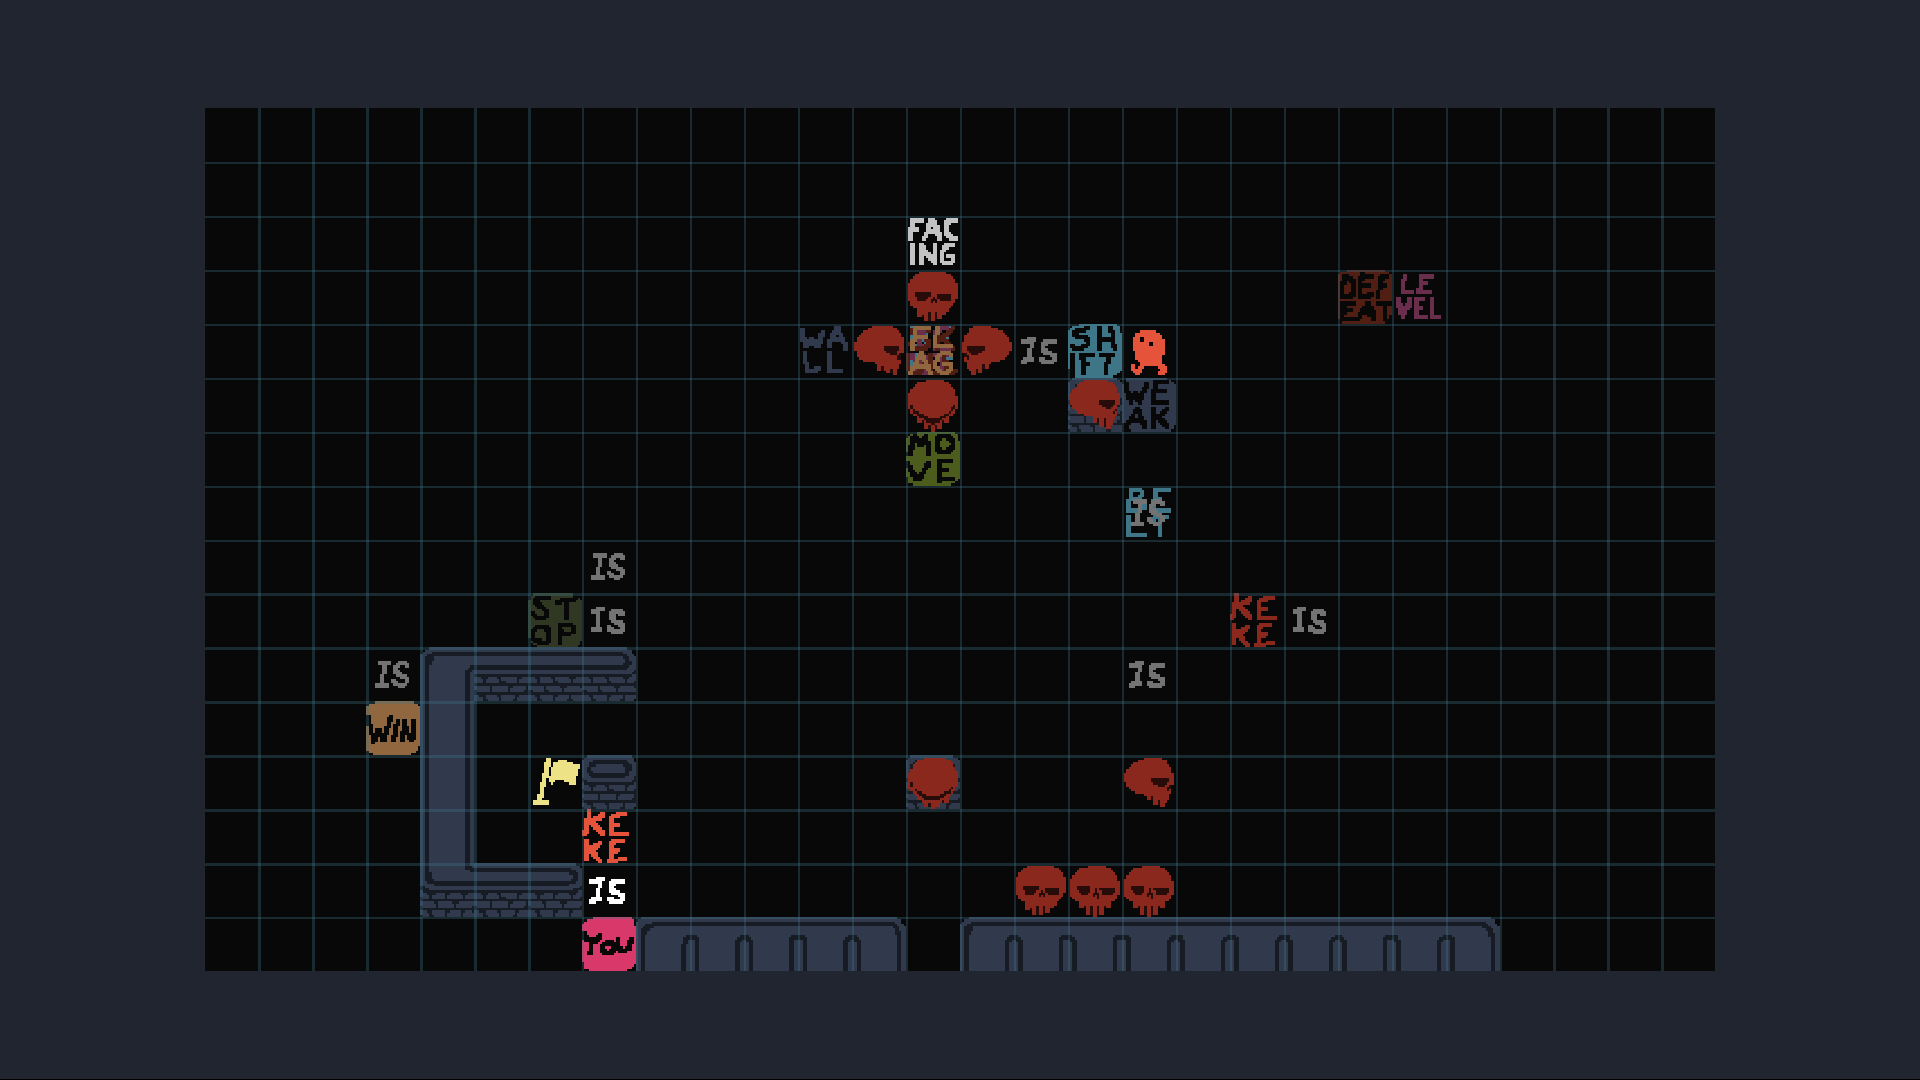 FACING
DEFEAT LEVEL
WALL FLAG IS SHIFT
WEAK
MOVE
BELT IS
IS
STOP IS KEKE IS
IS IS
WIN
KEKE
IS
YOU